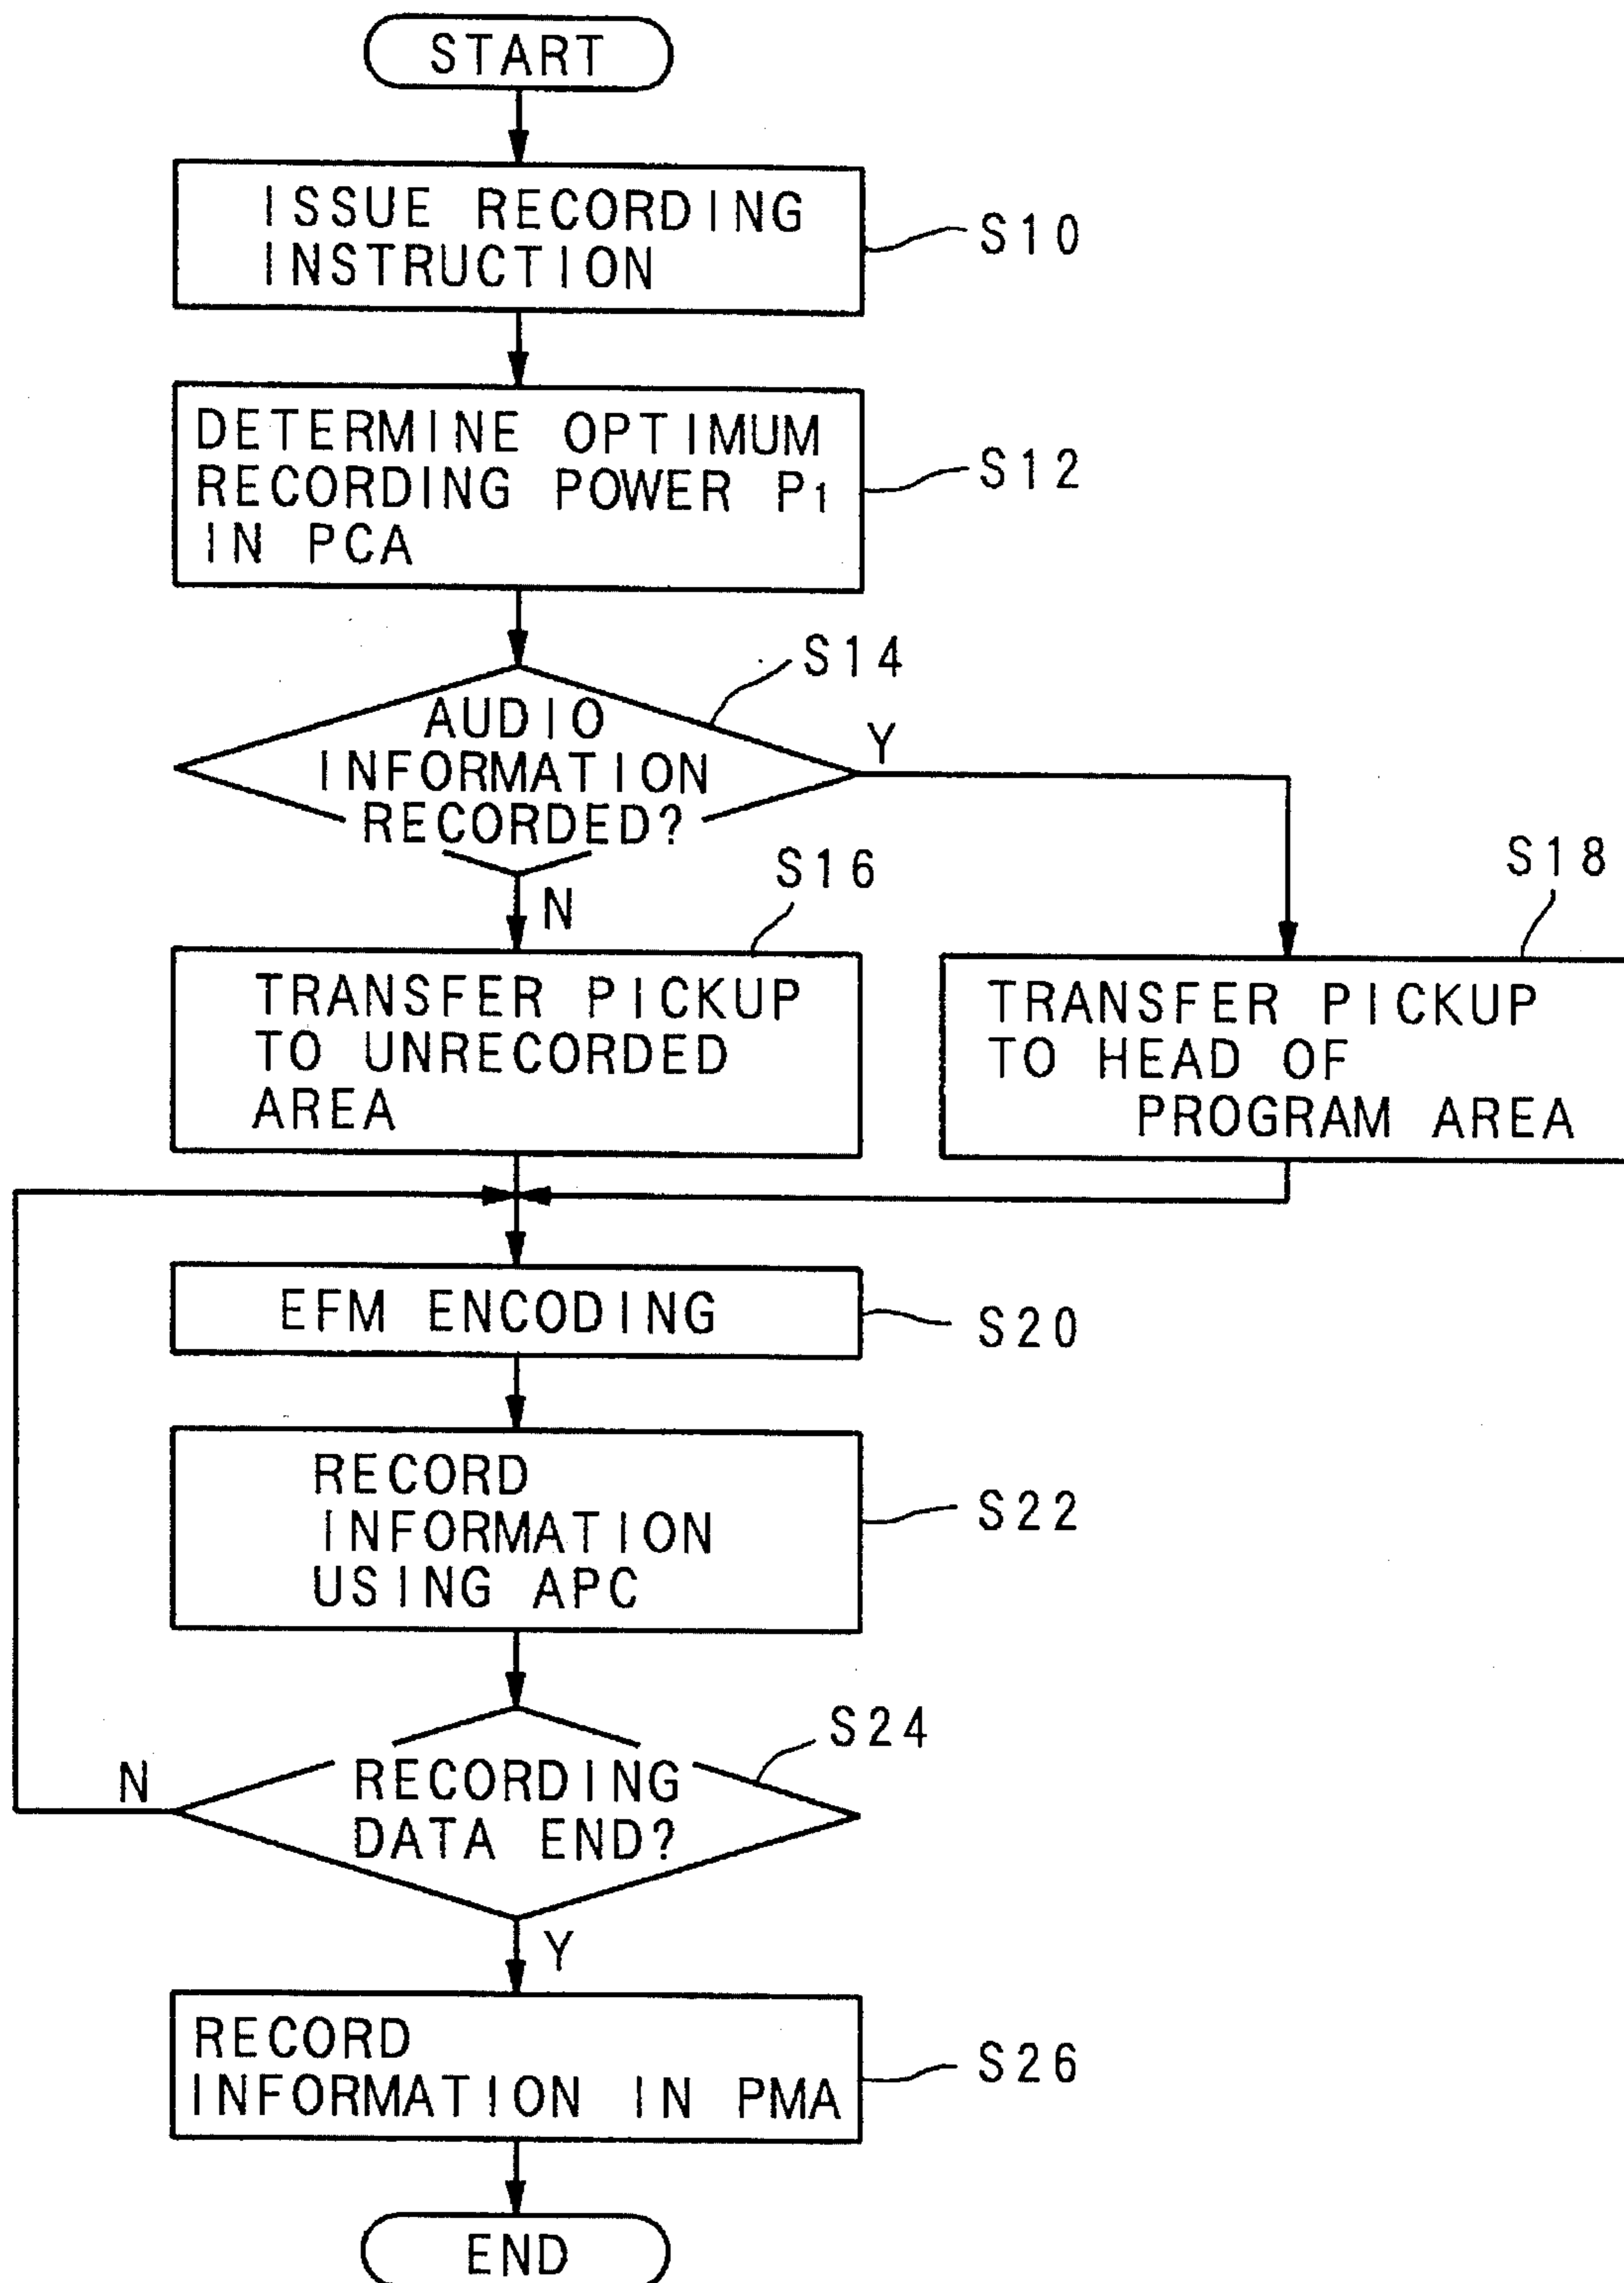 START
ISSUE RECORDING
INSTRUCTION
S10
DETERMINE OPTIMUM
RECORDING POWER P1
IN PCA
S12
S14
AUDIO
INFORMATION
RECORDED?
Y
N
S16
TRANSFER PICKUP
TO UNRECORDED
AREA
S18
TRANSFER PICKUP
TO HEAD OF
PROGRAM AREA
EFM ENCODING
S20
RECORD
INFORMATION
USING APC
S22
S24
RECORDING
DATA END?
N
Y
RECORD
INFORMATION IN PMA
S26
END